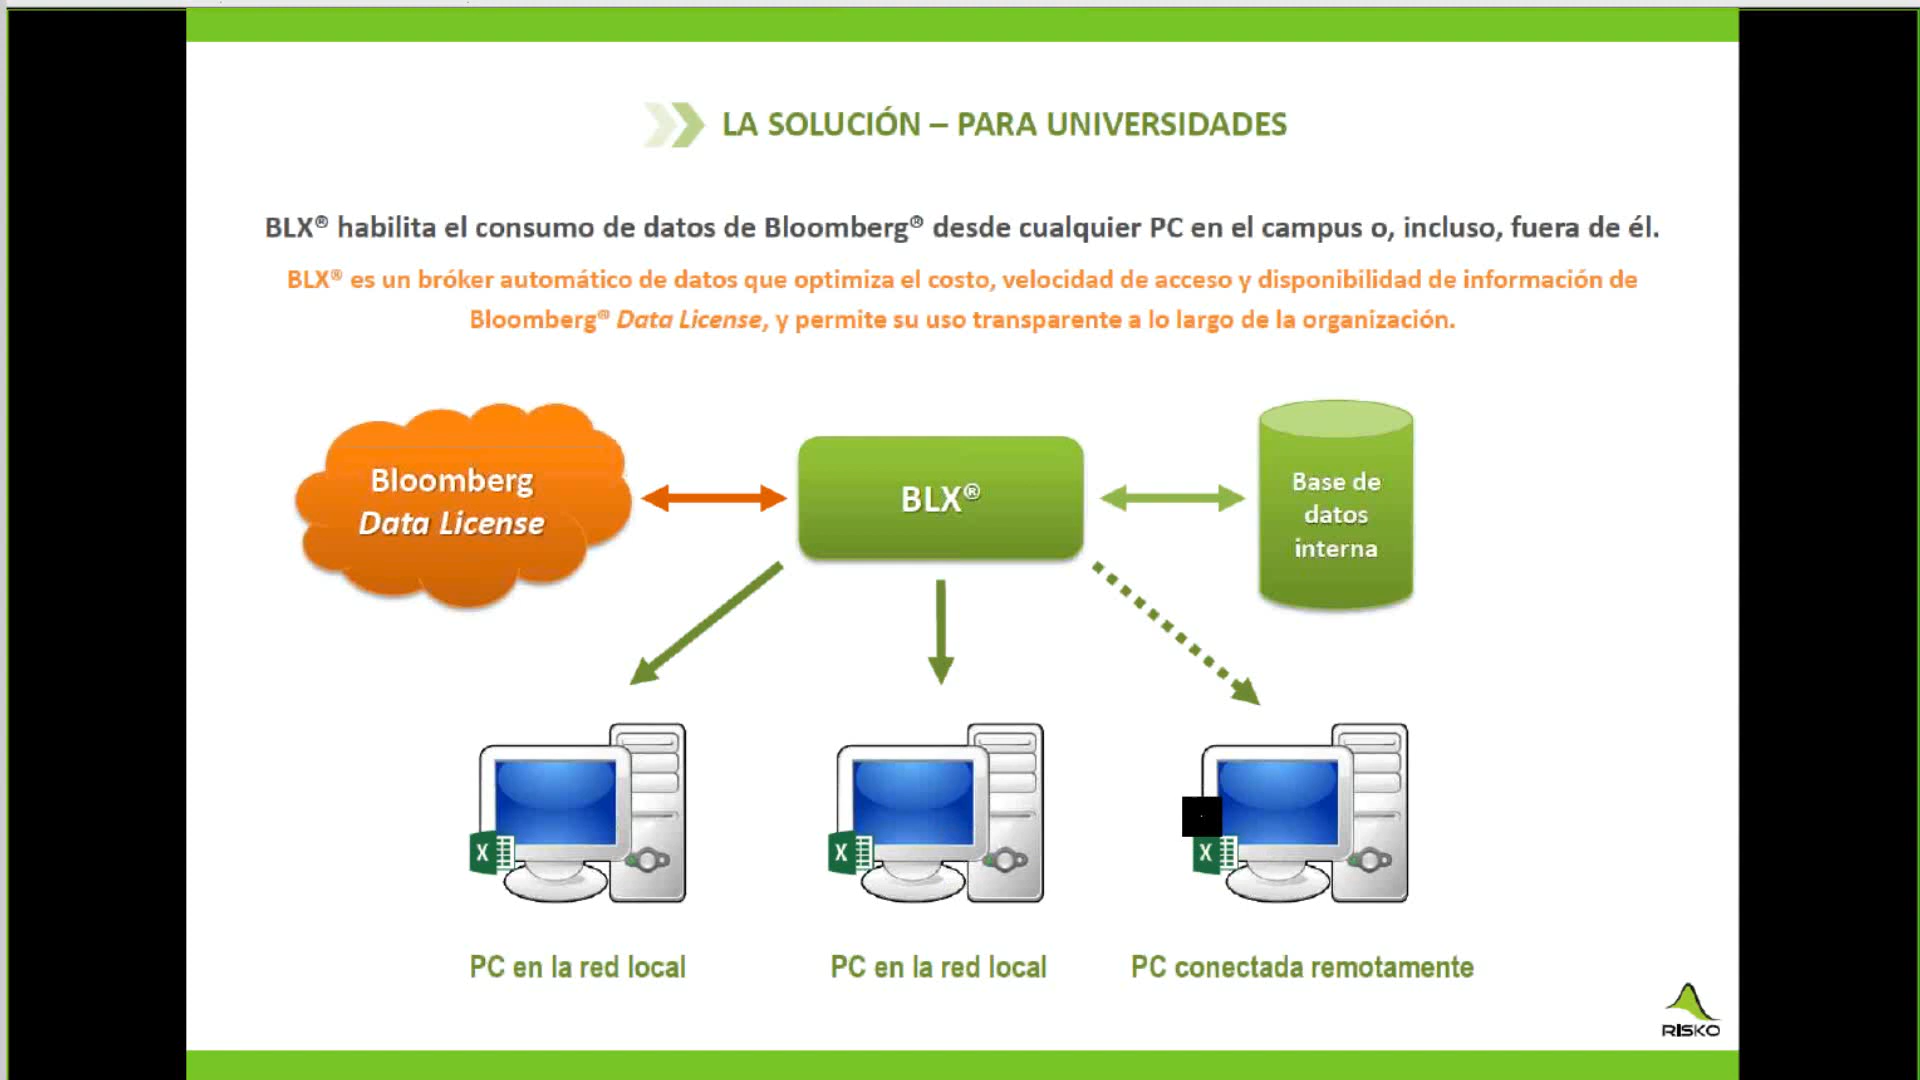 LA SOLUCIÓN – PARA UNIVERSIDADES
BLX® habilita el consumo de datos de Bloomberg® desde cualquier PC en el campus o, incluso, fuera de él.
BLX® es un bróker automático de datos que optimiza el costo, velocidad de acceso y disponibilidad de información de
Bloomberg® Data License, y permite su uso transparente a lo largo de la organización.
Bloomberg
Data License
BLX®
Base de
datos
interna
X
X
X
PC en la red local
PC en la red local
PC conectada remotamente
RISKO